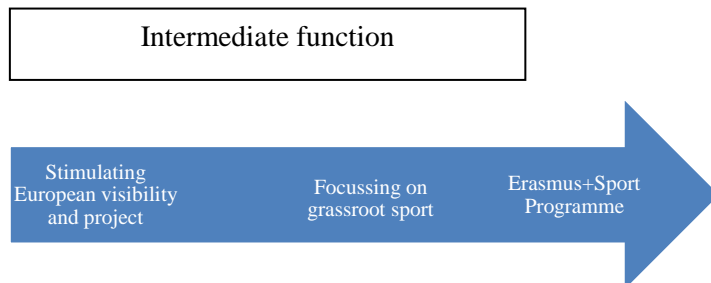 Intermediate function
Stimulating
European visibility
and project
Focussing on
grassroot sport
Erasmus+Sport
Programme